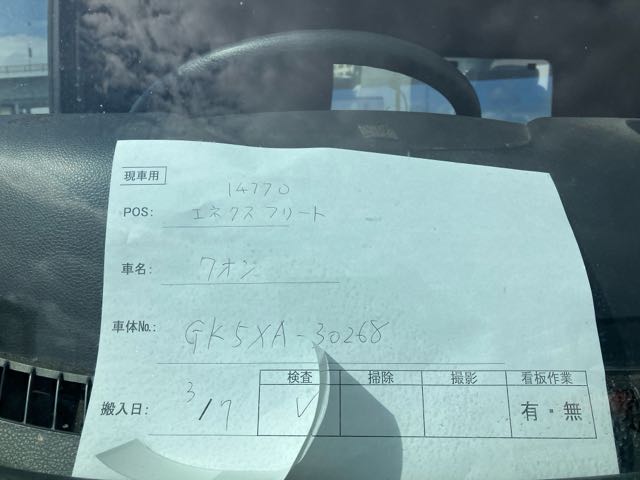 現車用
14770
POS: エネクスフリート
車名: クオン
車体No.: GK5XA-30268
検査 掃除 撮影 看板作業
搬入日: 3/7 ✓ 有・無